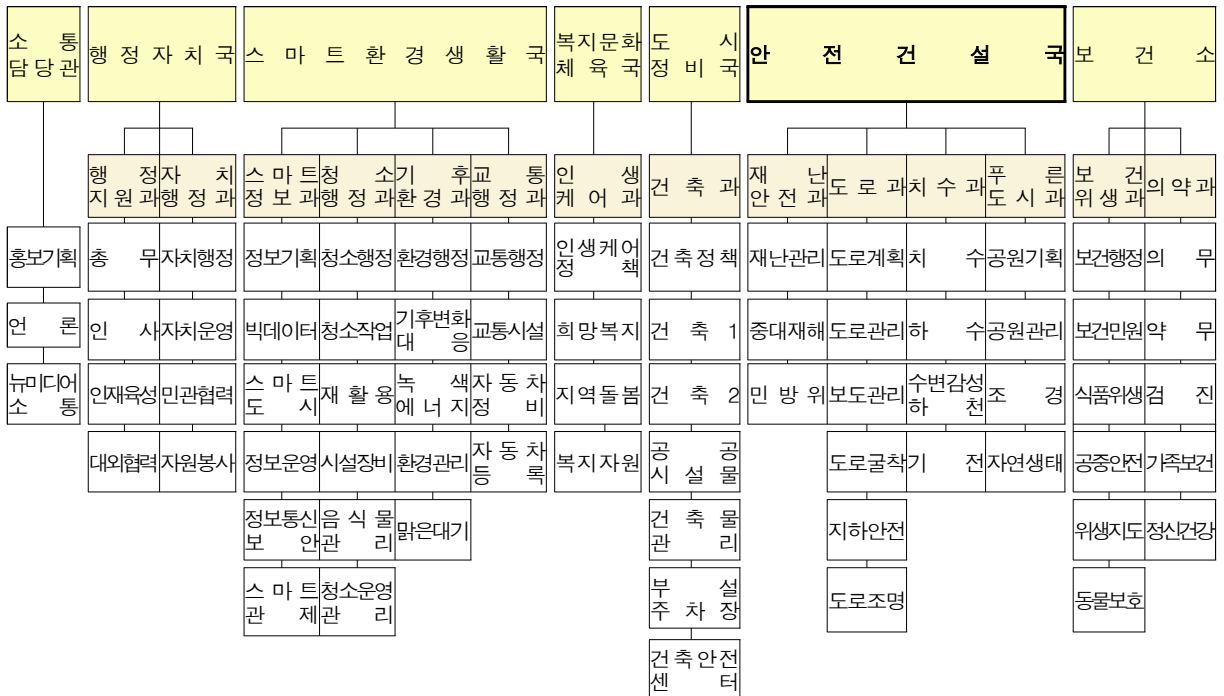 소 통
담당관
행 정 자 치 국
스 마 트 환 경 생 활 국
복지문화
체 육 국
도 시
정 비 국
안 전 건 설 국
보 건 소
행 정
지원과
자 치
행정과
스마트
정보과
청 소
행정과
기 후
환경과
교 통
행정과
인 생
케어과
건축과
재 난
안전과
도로과
치수과
푸 른
도시과
보 건
위생과
의약과
홍보기획
총 무
자치행정
정보기획
청소행정
환경행정
교통행정
인생케어
정 책
건축정책
재난관리
도로계획
치 수
공원기획
보건행정
의 무
언 론
인 사
자치운영
빅데이터
청소작업
기후변화
대 응
교통시설
희망복지
건 축 1
중대재해
도로관리
하 수
공원관리
보건민원
약 무
뉴미디어
소 통
인재육성
민관협력
스마트
도 시
재활용
녹 색
에너지
자동차
정 비
지역돌봄
건 축 2
민방위
보도관리
수변감성
하 천
조 경
식품위생
검 진
대외협력
자원봉사
정보운영
시설장비
환경관리
자동차
등 록
복지자원
공 공
시설물
도로굴착
기 전
자연생태
공중안전
가족보건
정보통신
보 안
음식물
관 리
맑은대기
건축물
관 리
지하안전
위생지도
정신건강
스마트
관 제
청소운영
관 리
부 설
주차장
도로조명
동물보호
건축안전
센 터